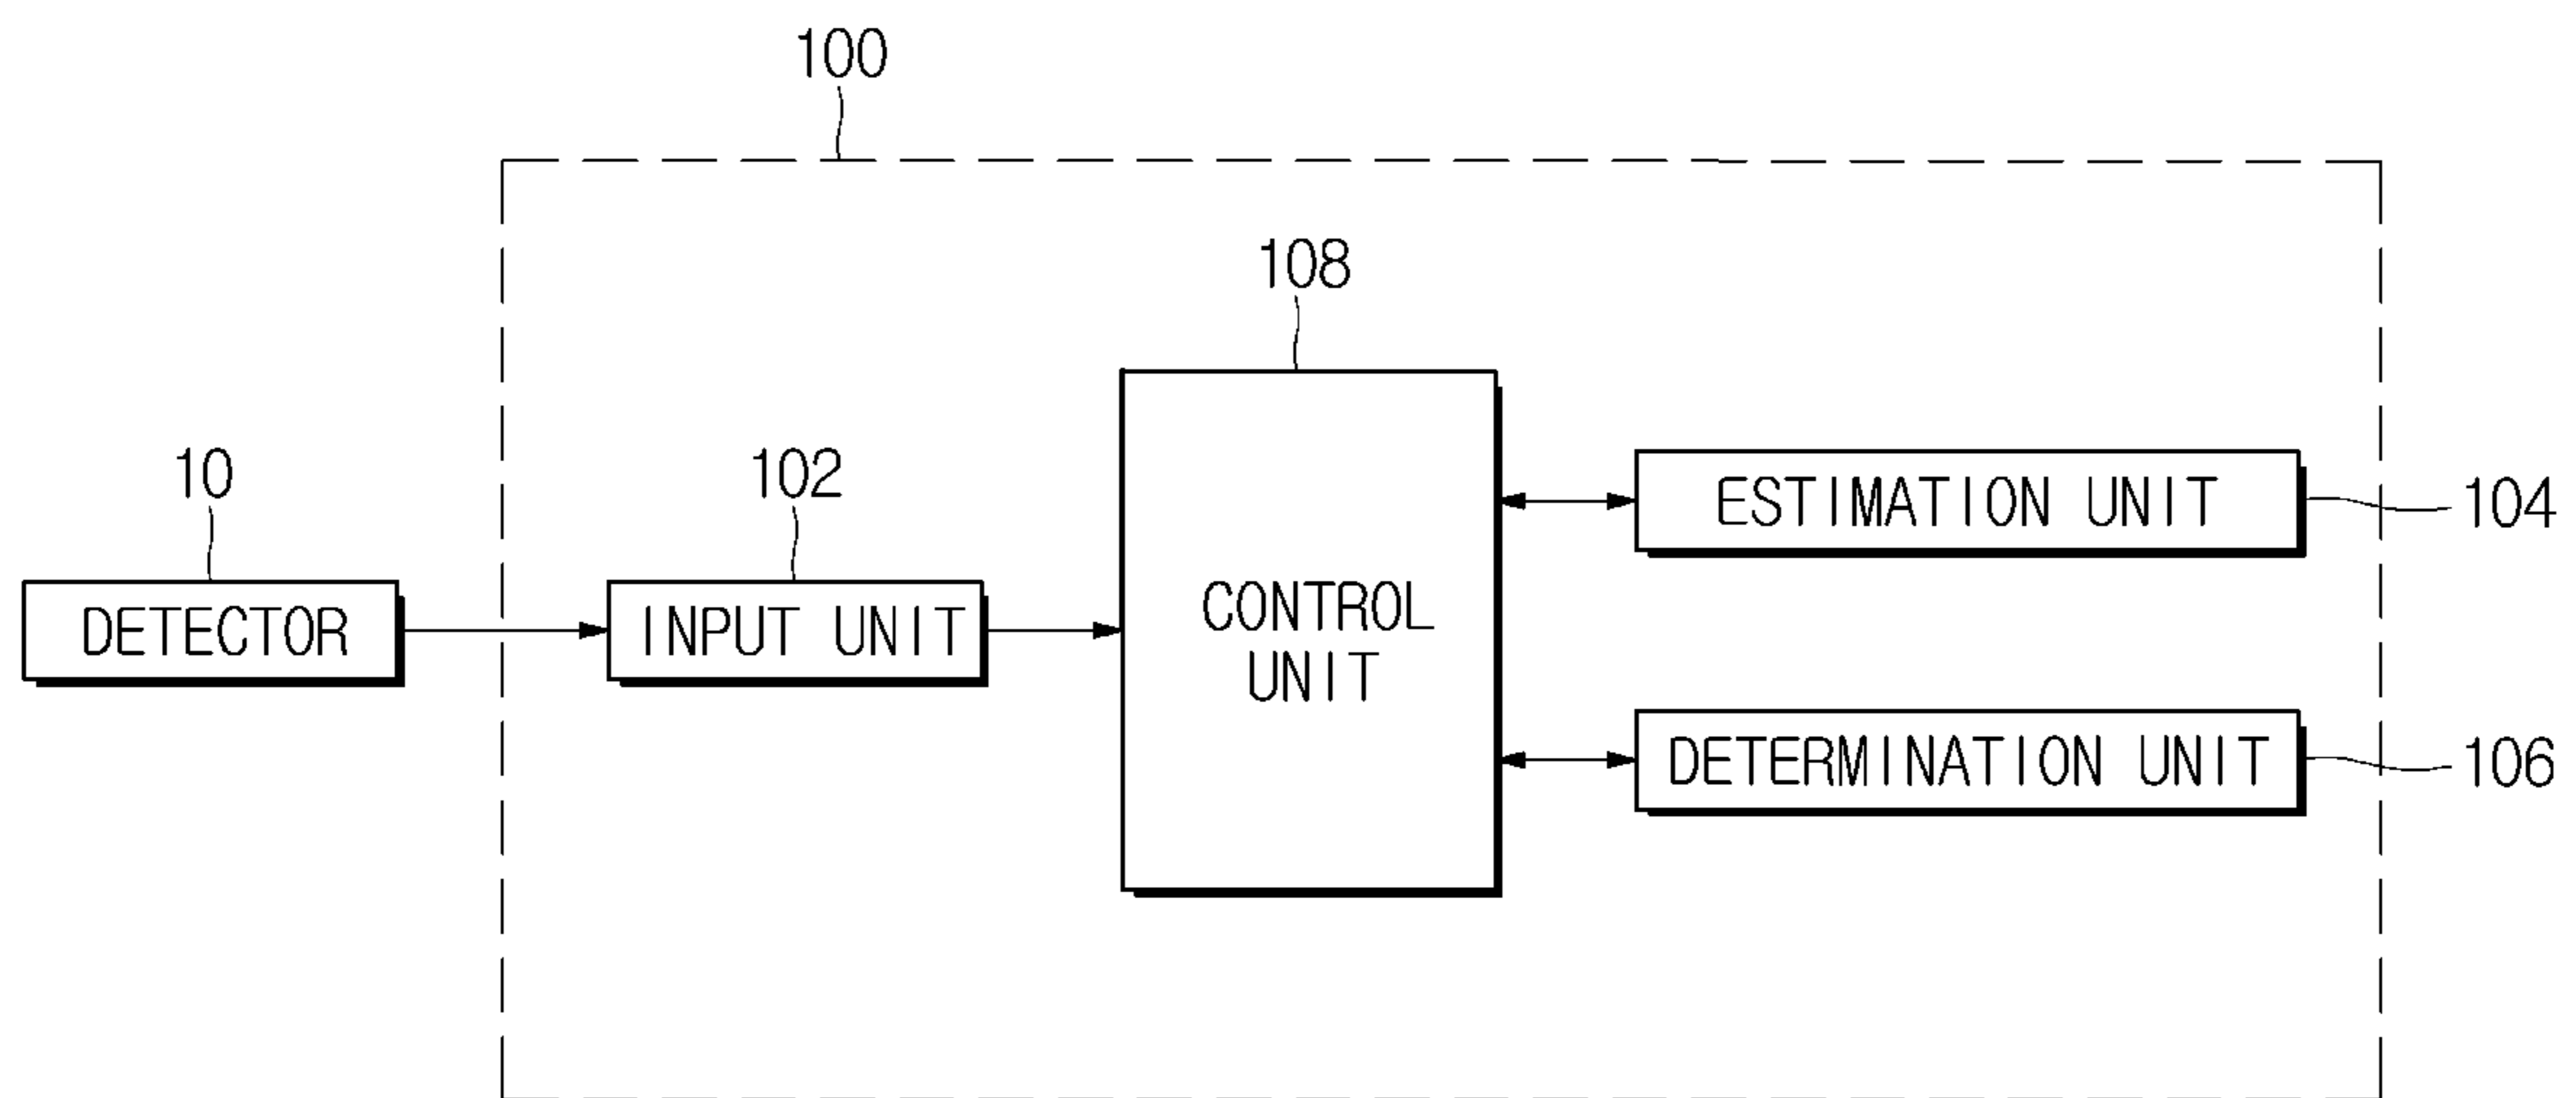 100
108
10
102
ESTIMATION UNIT
104
DETECTOR
INPUT UNIT
CONTROL
UNIT
DETERMINATION UNIT
106